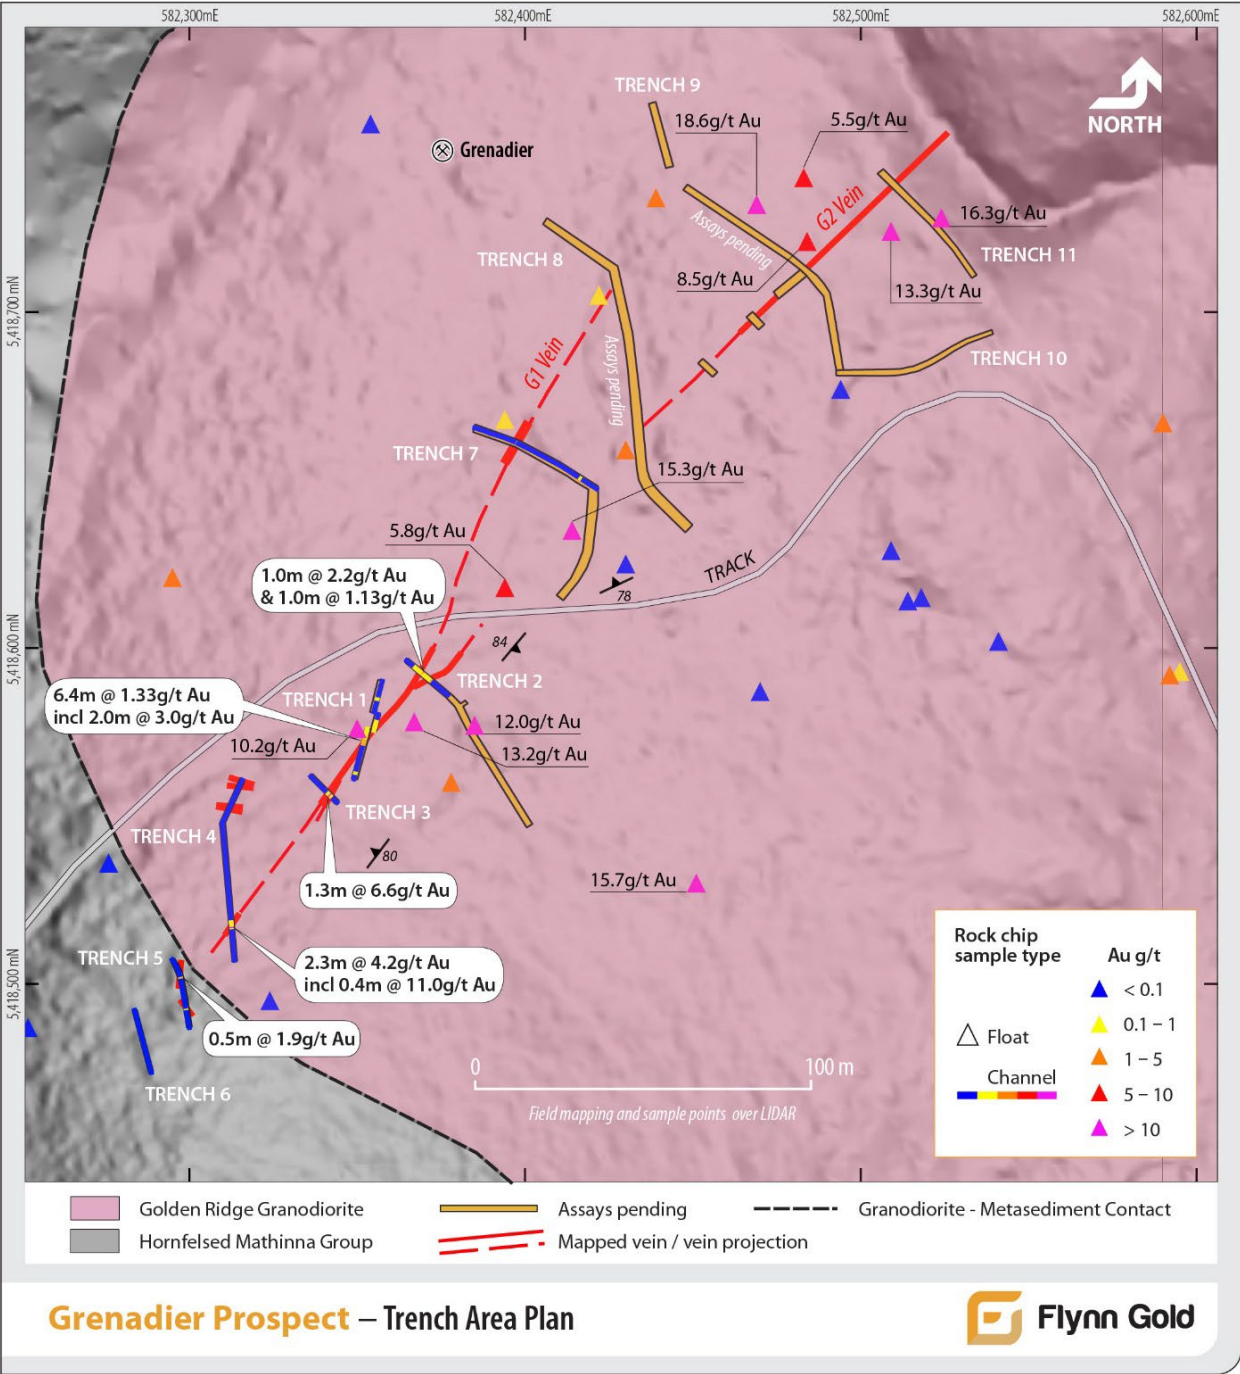 582,300mE
582,400mE
582,500mE
582,600mE
5,418,700 mN
5,418,600 mN
5,418,500 mN
NORTH
TRENCH 9
18.6g/t Au
5.5g/t Au
Grenadier
G2 Vein
Assays pending
16.3g/t Au
TRENCH 8
TRENCH 11
8.5g/t Au
13.3g/t Au
G1 Vein
Assays pending
TRENCH 10
TRENCH 7
15.3g/t Au
5.8g/t Au
TRACK
1.0m @ 2.2g/t Au
& 1.0m @ 1.13g/t Au
78
84
TRENCH 2
6.4m @ 1.33g/t Au
incl 2.0m @ 3.0g/t Au
TRENCH 1
12.0g/t Au
10.2g/t Au
13.2g/t Au
TRENCH 3
TRENCH 4
80
1.3m @ 6.6g/t Au
15.7g/t Au
TRENCH 5
2.3m @ 4.2g/t Au
incl 0.4m @ 11.0g/t Au
0.5m @ 1.9g/t Au
TRENCH 6
0
100 m
Field mapping and sample points over LIDAR
Rock chip
sample type
Au g/t
< 0.1
0.1 – 1
Float
1 – 5
Channel
5 – 10
> 10
Golden Ridge Granodiorite
Assays pending
Granodiorite - Metasediment Contact
Hornfelsed Mathinna Group
Mapped vein / vein projection
Grenadier Prospect – Trench Area Plan
Flynn Gold